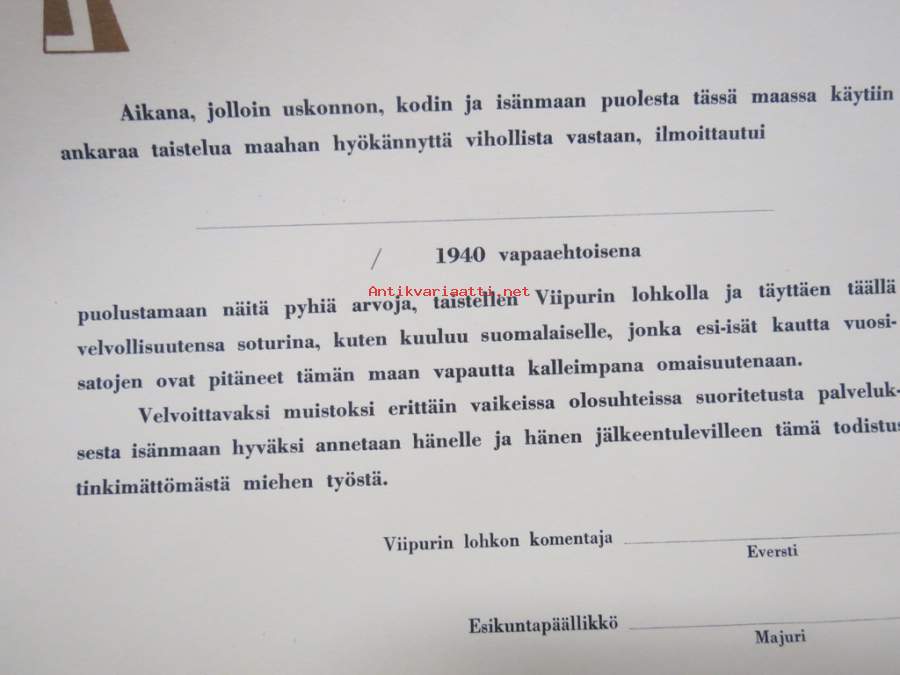 Aikana, jolloin uskonnon, kodin ja isänmaan puolesta tässä maassa käytiin
ankaraa taistelua maahan hyökännyttä vihollista vastaan, ilmoittautui
/ 1940 vapaaehtoisena
Antikvariaatti.net
puolustamaan näitä pyhiä arvoja, taistellen Viipurin lohkolla ja täyttäen täällä
velvollisuutensa soturina, kuten kuuluu suomalaiselle, jonka esi-isät kautta vuosi-
satojen ovat pitäneet tämän maan vapautta kalleimpana omaisuutenaan.
Velvoittavaksi muistoksi erittäin vaikeissa olosuhteissa suoritetusta palveluk-
sesta isänmaan hyväksi annetaan hänelle ja hänen jälkeentulevilleen tämä todistus
tinkimättömästä miehen työstä.
Viipurin lohkon komentaja
Eversti
Esikuntapäällikkö
Majuri